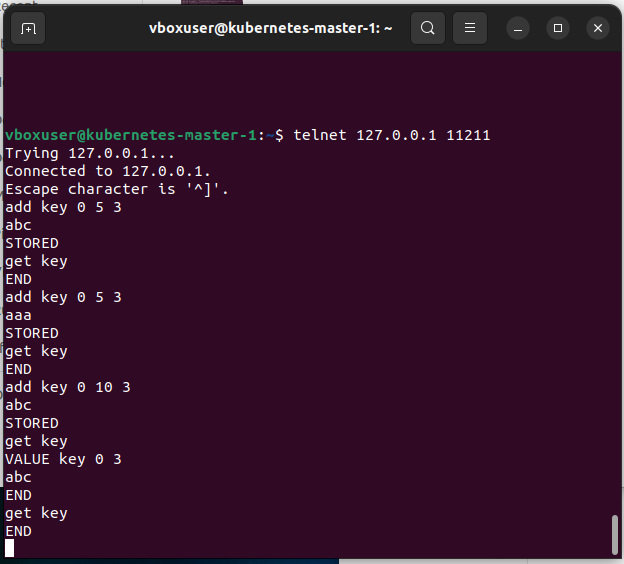 vboxuser@kubernetes-master-1: ~
vboxuser@kubernetes-master-1:~$ telnet 127.0.0.1 11211
Trying 127.0.0.1...
Connected to 127.0.0.1.
Escape character is '^]'.
add key 0 5 3
abc
STORED
get key
END
add key 0 5 3
aaa
STORED
get key
END
add key 0 10 3
abc
STORED
get key
VALUE key 0 3
abc
END
get key
END